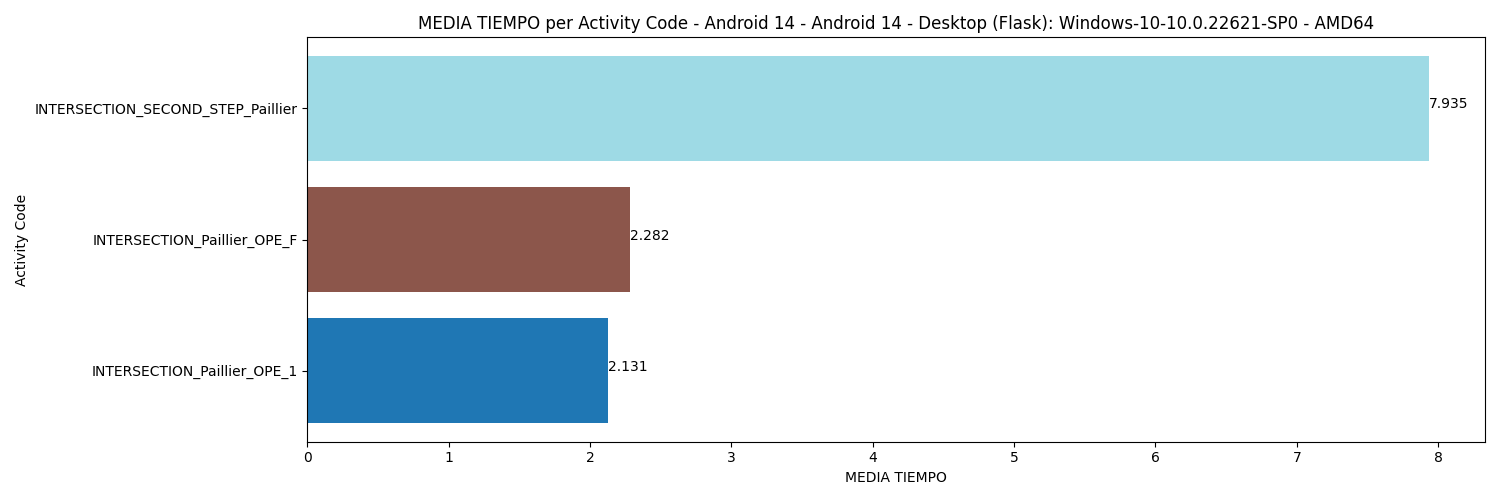 MEDIA TIEMPO per Activity Code - Android 14 - Android 14 - Desktop (Flask): Windows-10-10.0.22621-SP0 - AMD64
INTERSECTION_SECOND_STEP_Paillier
7.935
INTERSECTION_Paillier_OPE_F
2.282
INTERSECTION_Paillier_OPE_1
2.131
Activity Code
0 1 2 3 4 5 6 7 8
MEDIA TIEMPO